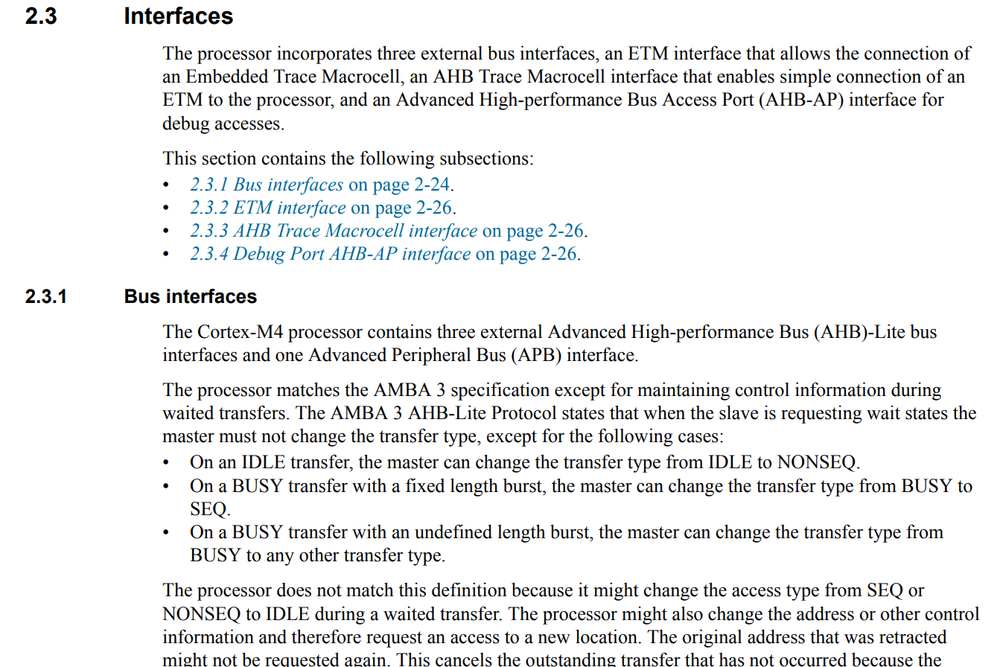 2.3 Interfaces
The processor incorporates three external bus interfaces, an ETM interface that allows the connection of
an Embedded Trace Macrocell, an AHB Trace Macrocell interface that enables simple connection of an
ETM to the processor, and an Advanced High-performance Bus Access Port (AHB-AP) interface for
debug accesses.
This section contains the following subsections:
• 2.3.1 Bus interfaces on page 2-24.
• 2.3.2 ETM interface on page 2-26.
• 2.3.3 AHB Trace Macrocell interface on page 2-26.
• 2.3.4 Debug Port AHB-AP interface on page 2-26.
2.3.1 Bus interfaces
The Cortex-M4 processor contains three external Advanced High-performance Bus (AHB)-Lite bus
interfaces and one Advanced Peripheral Bus (APB) interface.
The processor matches the AMBA 3 specification except for maintaining control information during
waited transfers. The AMBA 3 AHB-Lite Protocol states that when the slave is requesting wait states the
master must not change the transfer type, except for the following cases:
• On an IDLE transfer, the master can change the transfer type from IDLE to NONSEQ.
• On a BUSY transfer with a fixed length burst, the master can change the transfer type from BUSY to
SEQ.
• On a BUSY transfer with an undefined length burst, the master can change the transfer type from
BUSY to any other transfer type.
The processor does not match this definition because it might change the access type from SEQ or
NONSEQ to IDLE during a waited transfer. The processor might also change the address or other control
information and therefore request an access to a new location. The original address that was retracted
might not be requested again. This cancels the outstanding transfer that has not occurred because the